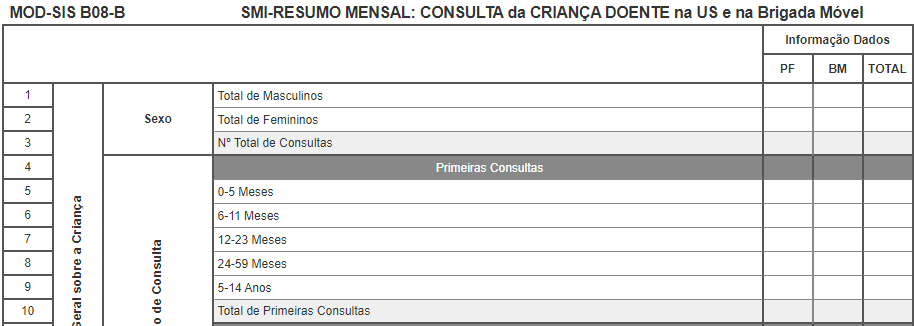 MOD-SIS B08-B SMI-RESUMO MENSAL: CONSULTA da CRIANÇA DOENTE na US e na Brigada Móvel
Informação Dados
PF BM TOTAL
1 Total de Masculinos
2 Sexo Total de Femininos
3 Nº Total de Consultas
4 Primeiras Consultas
5 0-5 Meses
6 6-11 Meses
7 12-23 Meses
8 24-59 Meses
9 5-14 Anos
10 Total de Primeiras Consultas
Geral sobre a Criança
o de Consulta